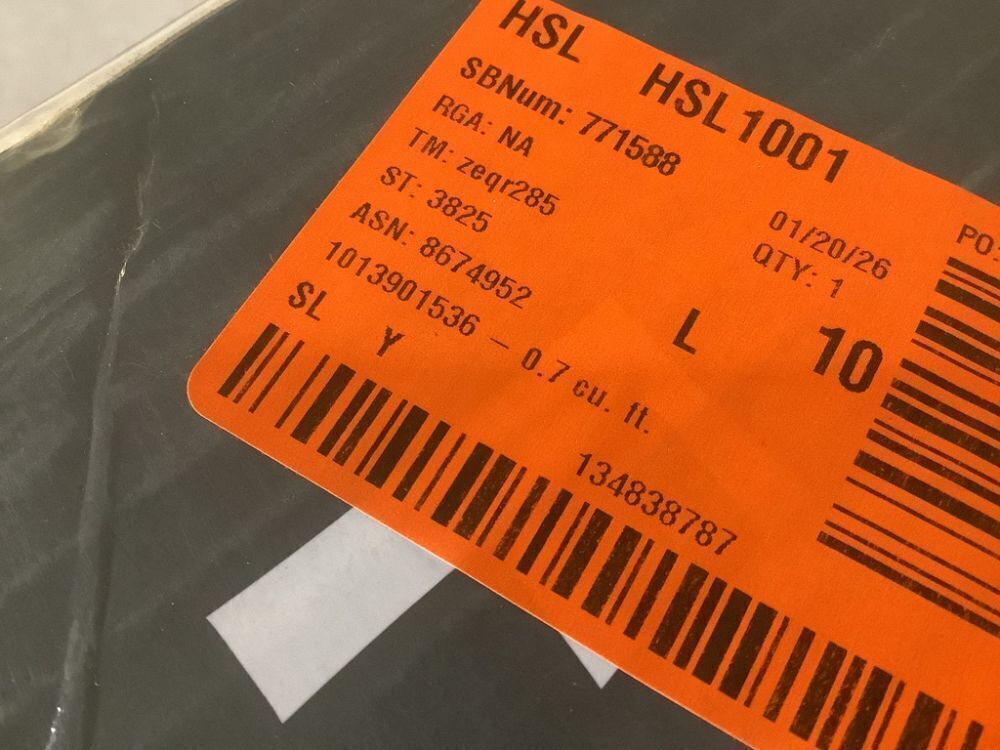 HSL HSL1001
SBNum: 771588
RGA: NA
TM: zeqr285
01/20/26
ST: 3825
QTY: 1
ASN: 8674952
L 10
1013901536 – 0.7 cu. ft.
SL Y
134838787
PO: